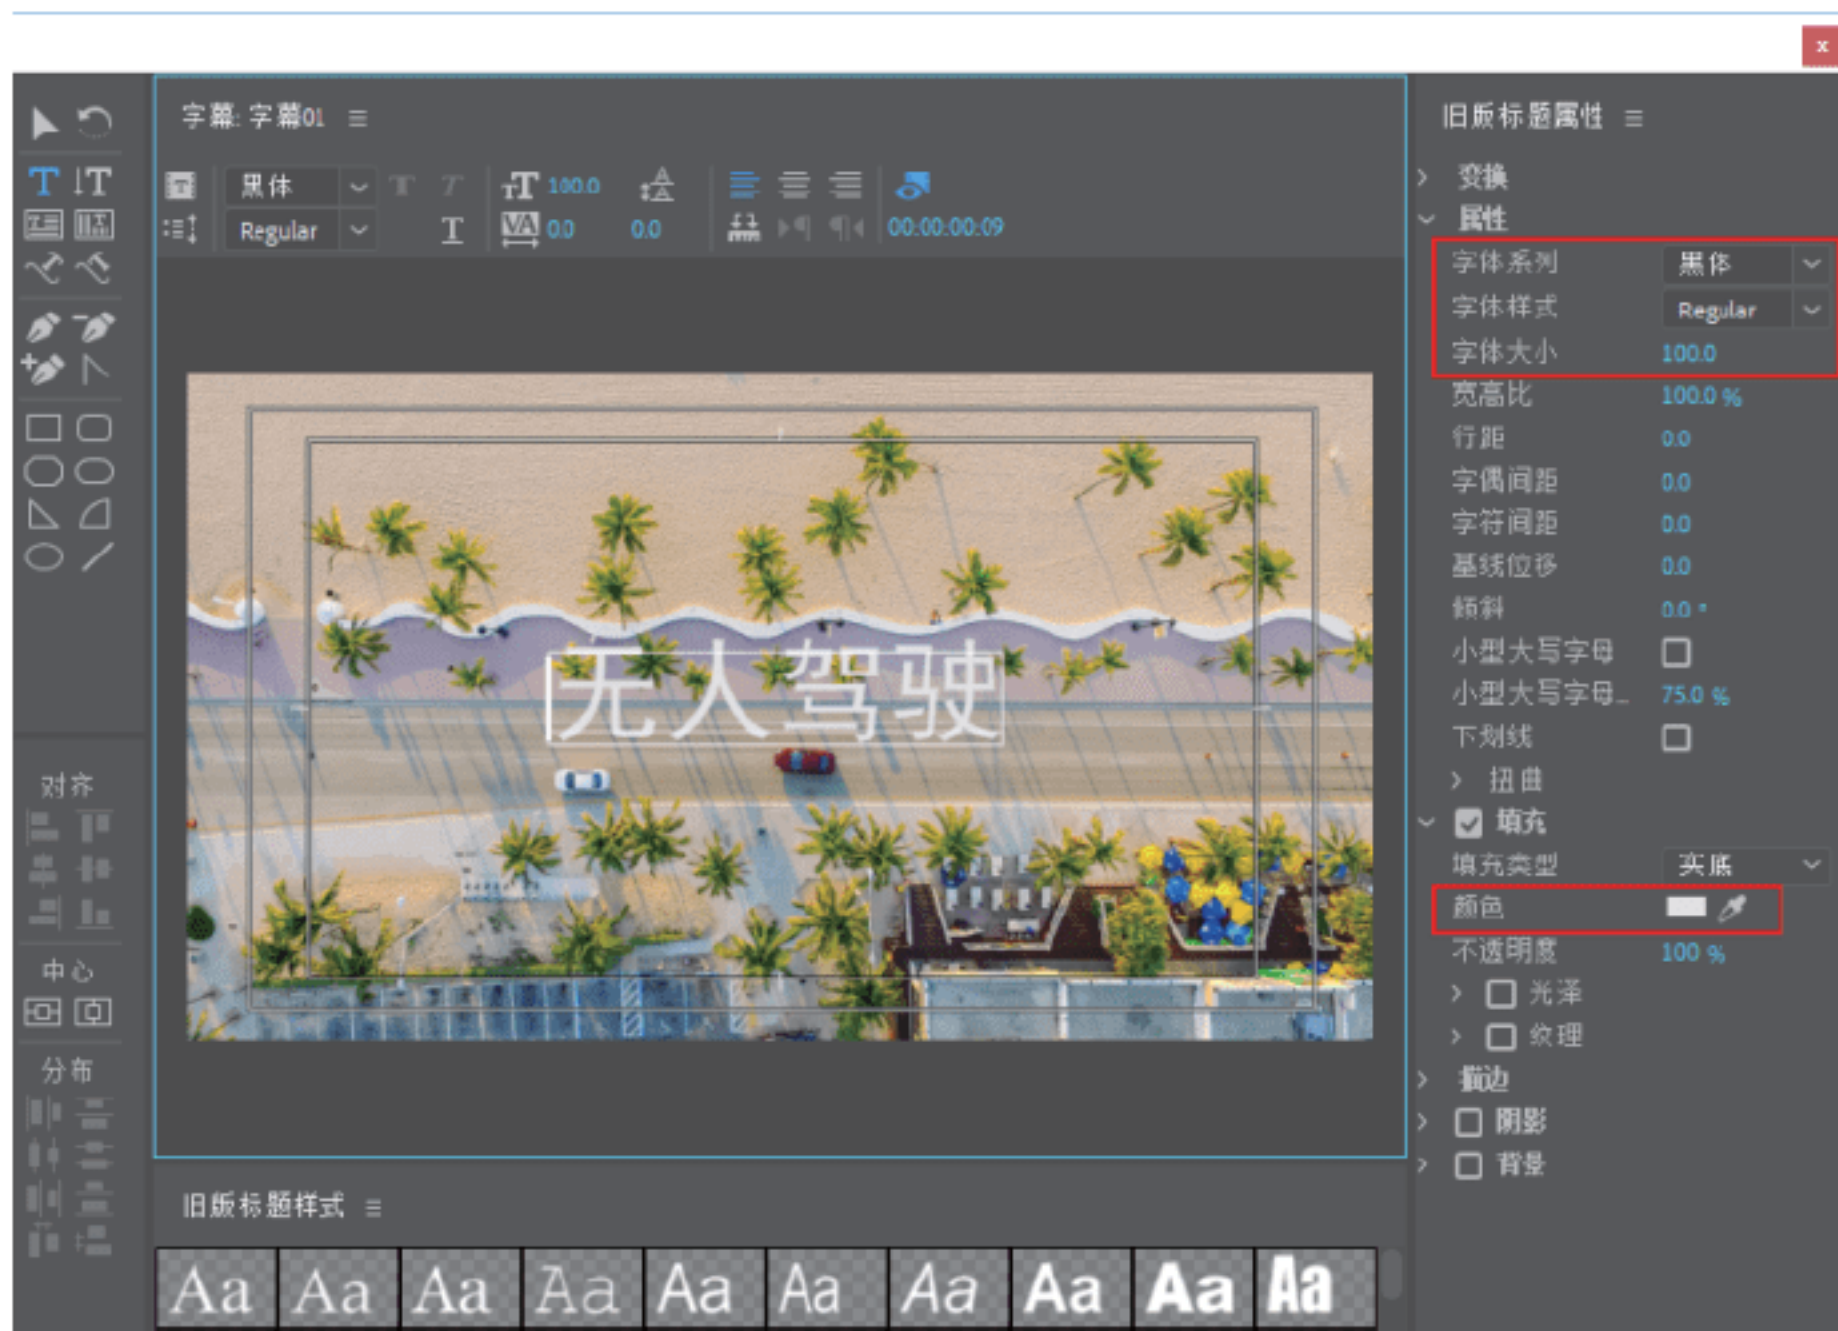 x
字幕: 字幕01
黑体
100.0
Regular
0.0
0.0
00:00:00:09
无人驾驶
对齐
中心
分布
旧版标题样式
Aa Aa Aa Aa Aa Aa Aa Aa Aa Aa
旧版标题属性
变换
属性
字体系列 黑体
字体样式 Regular
字体大小 100.0
宽高比 100.0 %
行距 0.0
字偶间距 0.0
字符间距 0.0
基线位移 0.0
倾斜 0.0 °
小型大写字母
小型大写字母... 75.0 %
下划线
扭曲
填充
填充类型 实底
颜色
不透明度 100 %
光泽
纹理
描边
阴影
背景